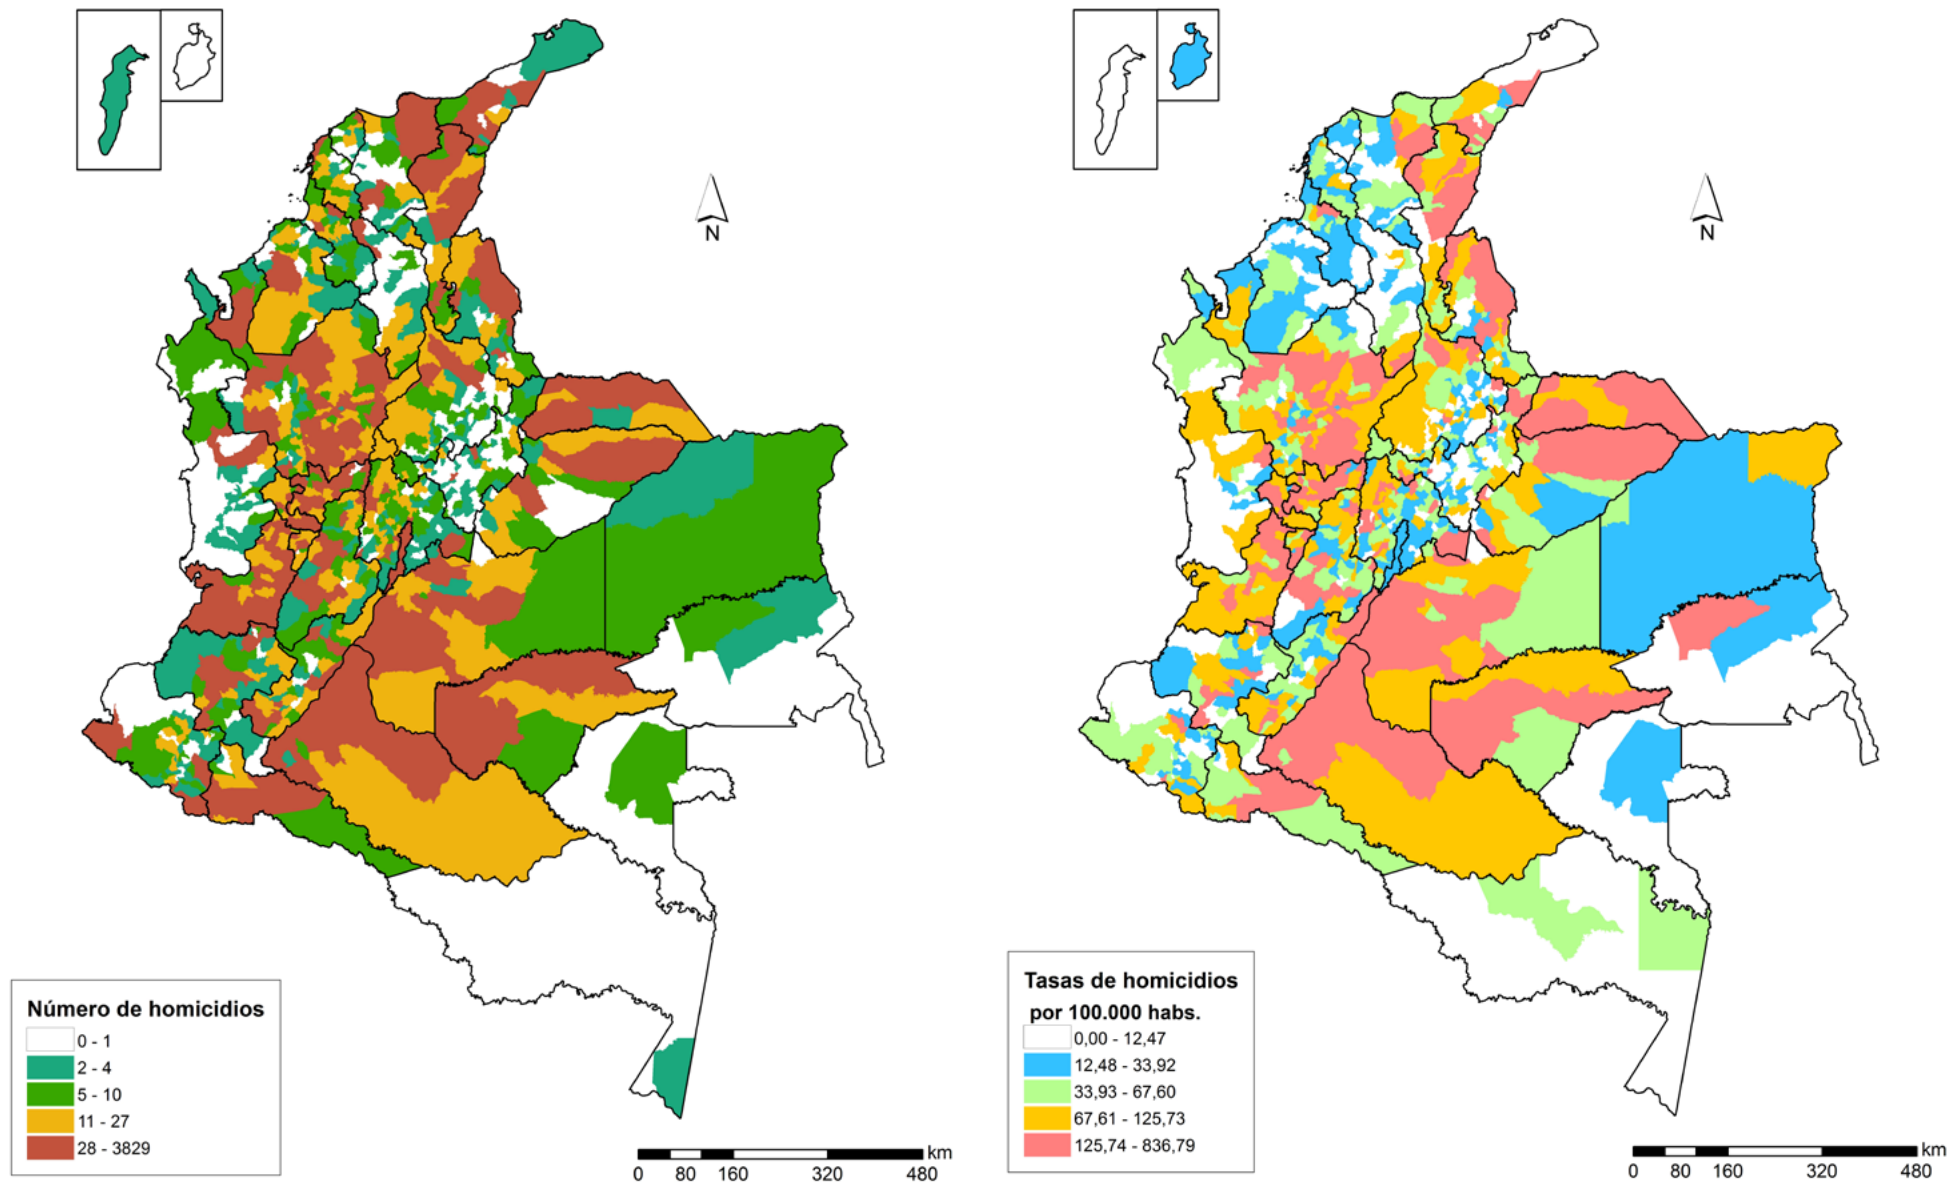 N
Número de homicidios
0 - 1
2 - 4
5 - 10
11 - 27
28 - 3829
km
0 80 160 320 480
N
Tasas de homicidios
por 100.000 habs.
0,00 - 12,47
12,48 - 33,92
33,93 - 67,60
67,61 - 125,73
125,74 - 836,79
km
0 80 160 320 480